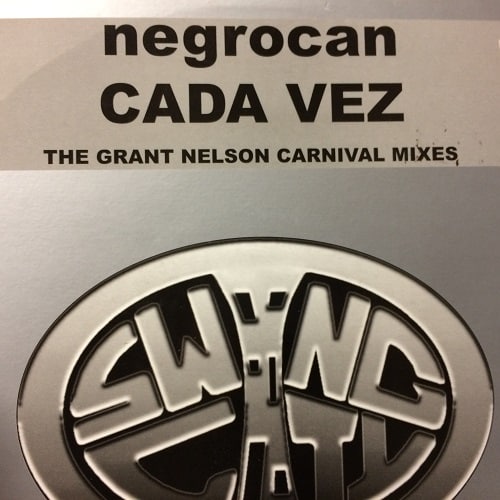 negrocan
CADA VEZ
THE GRANT NELSON CARNIVAL MIXES
SWING
CITY